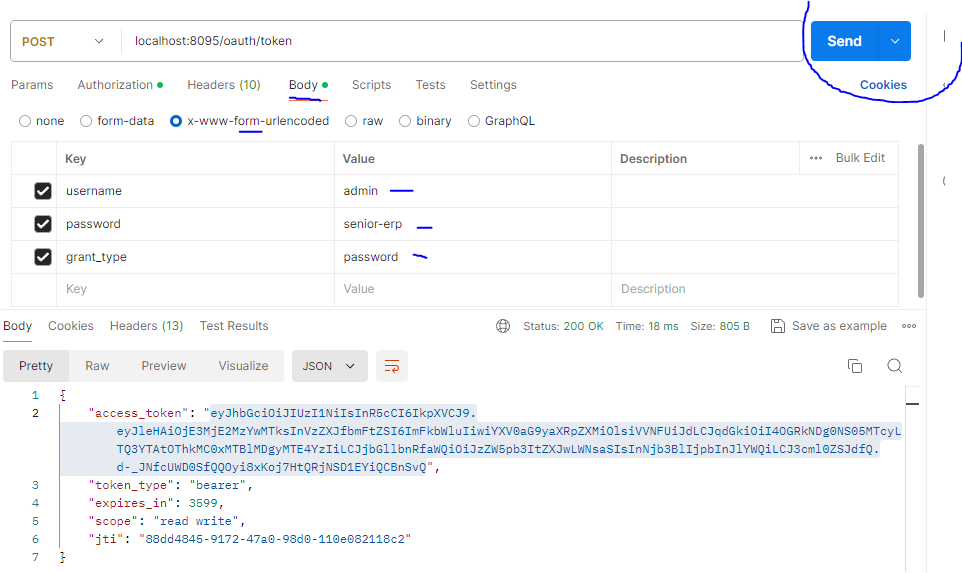 POST localhost:8095/oauth/token Send
Params Authorization Headers (10) Body Scripts Tests Settings Cookies
none form-data x-www-form-urlencoded raw binary GraphQL
Key Value Description ••• Bulk Edit
username admin
password senior-erp
grant_type password
Key Value Description
Body Cookies Headers (13) Test Results Status: 200 OK Time: 18 ms Size: 805 B Save as example
Pretty Raw Preview Visualize JSON
1 {
2 "access_token": "eyJhbGciOiJIUzI1NiIsInR5cCI6IkpXVCJ9.
eyJleHAiOjE3MjE2MzYwMTksInVzZXJfbmFtZSI6ImFkbWluIiwiYXV0aG9yaXRpZXMiOlsiVVNFUiJdLCJqdGkiOiI4OGRkNDg0NS05MTcyL
TQ3YTAtOThkMC0xMTBlMDgyMTE4YzIiLCJjbGllbnRfaWQiOiJzZW5pb3ItZXJwLWNsaSIsInNjb3BlIjpbInJlYWQiLCJ3cml0ZSJdfQ.
d-_JNfcUWD0SfQQOyi8xKoj7HtQRjNSD1EYiQCBnSvQ",
3 "token_type": "bearer",
4 "expires_in": 3599,
5 "scope": "read write",
6 "jti": "88dd4845-9172-47a0-98d0-110e082118c2"
7 }